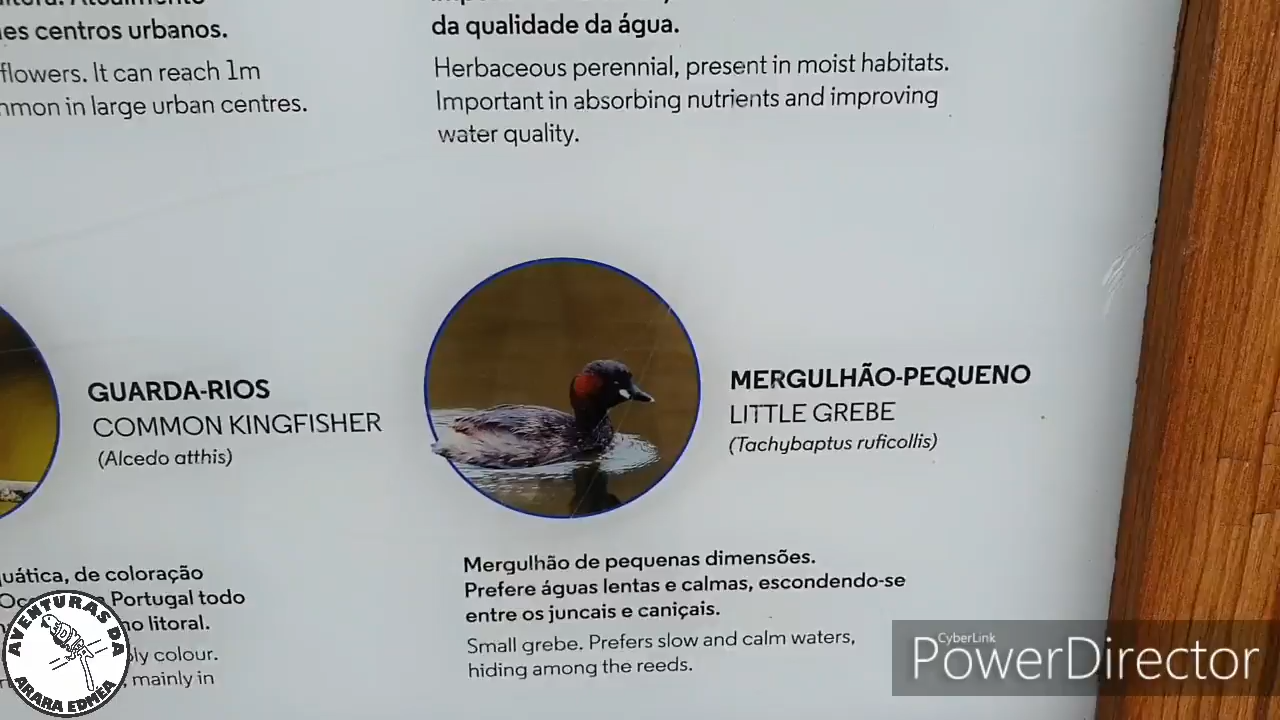 es centros urbanos.
flowers. It can reach 1m
mon in large urban centres.
da qualidade da água.
Herbaceous perennial, present in moist habitats.
Important in absorbing nutrients and improving
water quality.
GUARDA-RIOS
COMMON KINGFISHER
(Alcedo atthis)
MERGULHÃO-PEQUENO
LITTLE GREBE
(Tachybaptus ruficollis)
de coloração
Portugal todo
no litoral.
colour.
mainly in
Mergulhão de pequenas dimensões.
Prefere águas lentas e calmas, escondendo-se
entre os juncais e caniçais.
Small grebe. Prefers slow and calm waters,
hiding among the reeds.
AVENTURAS DA
ARARA EDMEA
CyberLink
PowerDirector